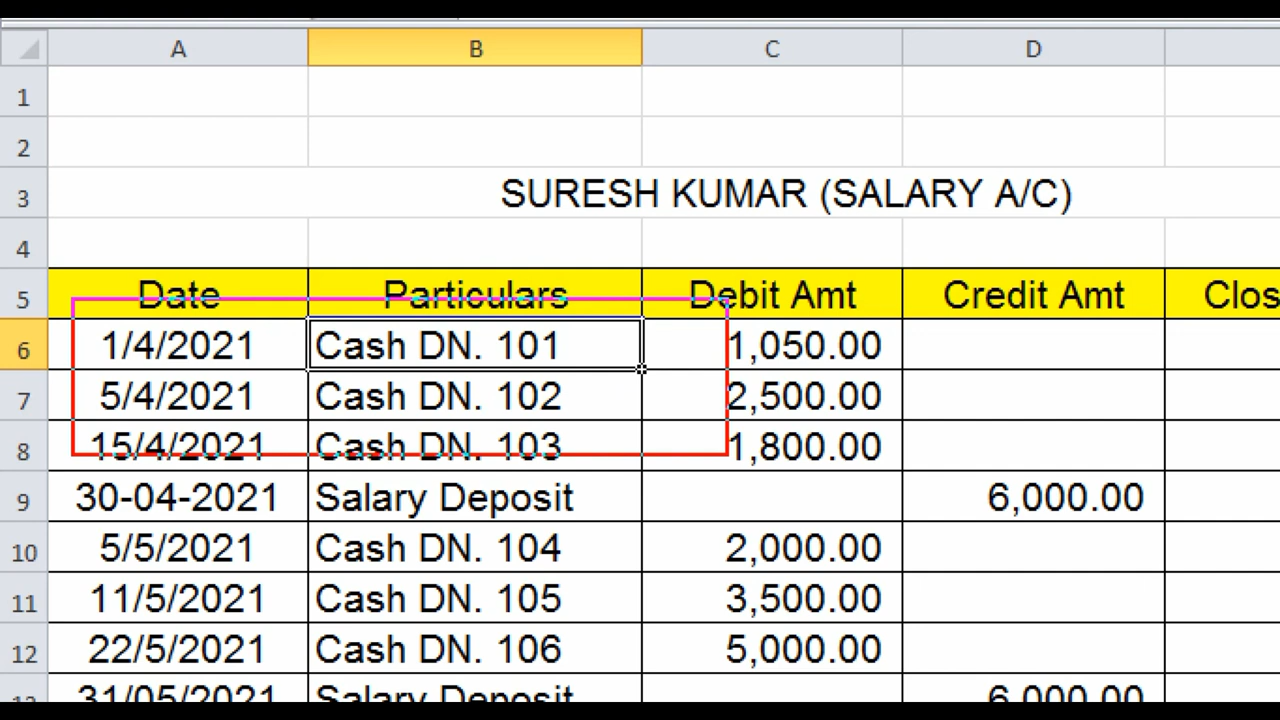 A B C D
1
2
3 SURESH KUMAR (SALARY A/C)
4
5 Date Particulars Debit Amt Credit Amt Clos
6 1/4/2021 Cash DN. 101 1,050.00
7 5/4/2021 Cash DN. 102 2,500.00
8 15/4/2021 Cash DN. 103 1,800.00
9 30-04-2021 Salary Deposit 6,000.00
10 5/5/2021 Cash DN. 104 2,000.00
11 11/5/2021 Cash DN. 105 3,500.00
12 22/5/2021 Cash DN. 106 5,000.00
13 31/05/2021 Salary Deposit 6,000.00